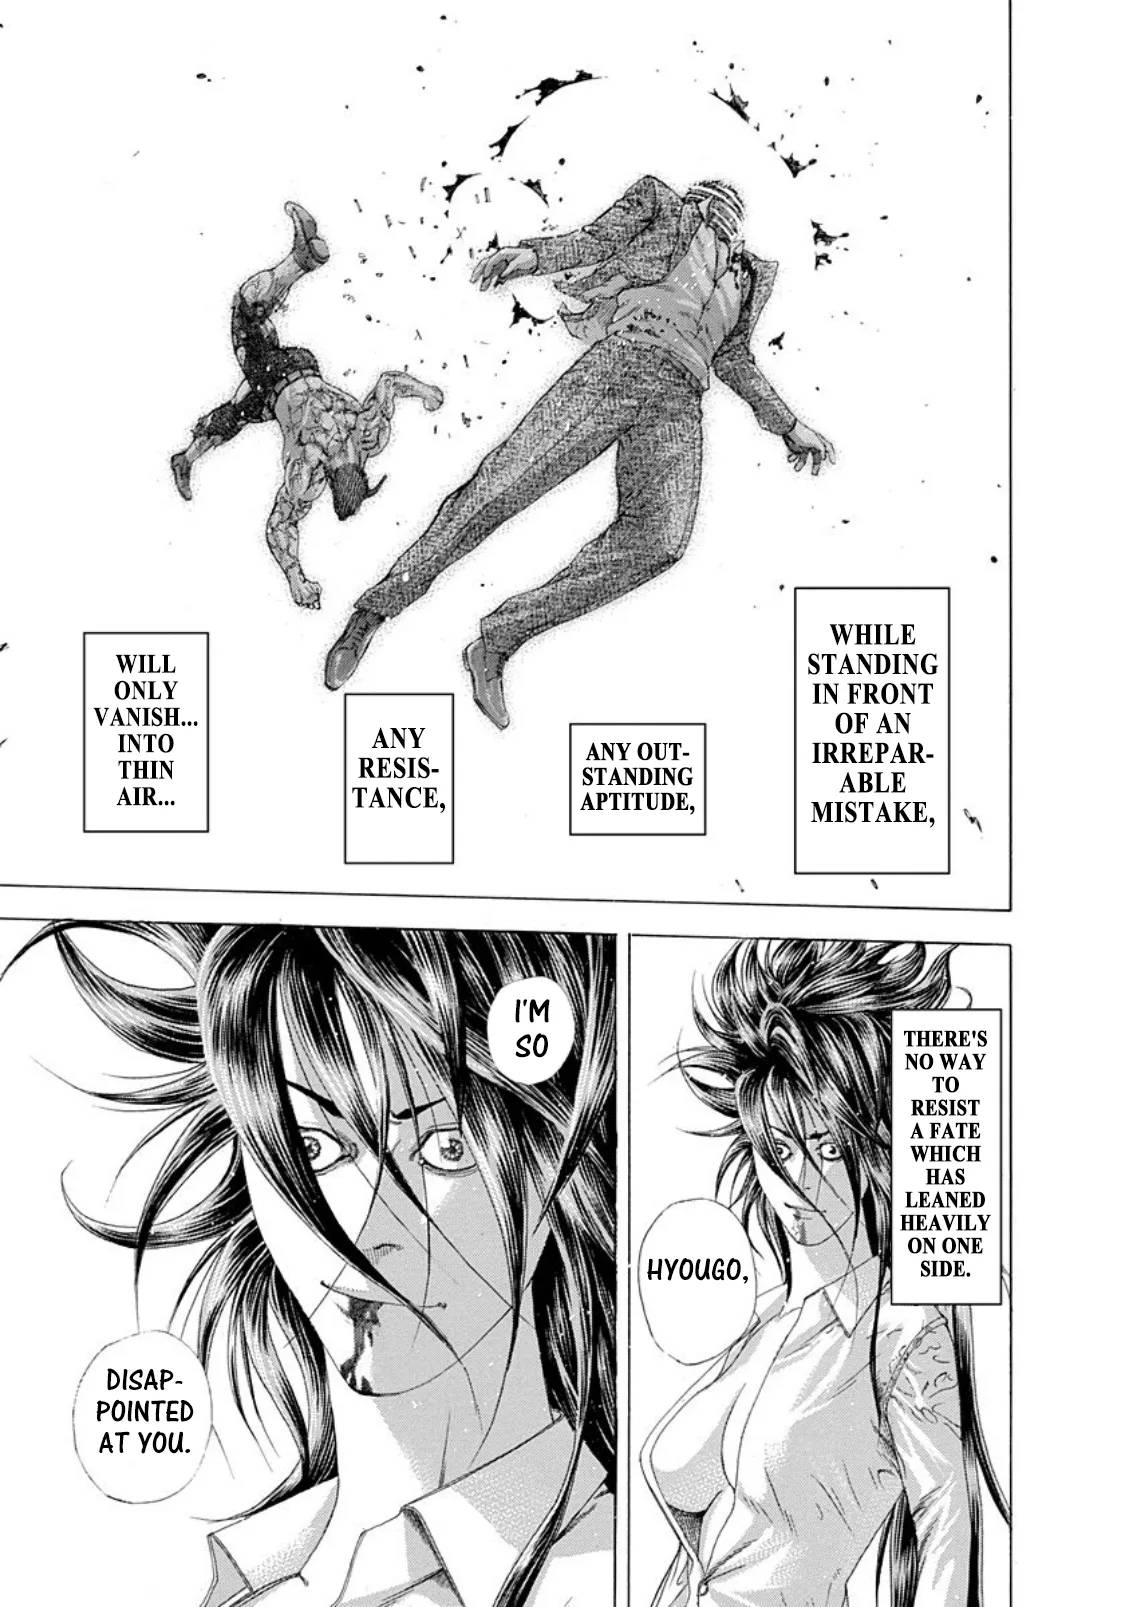 WHILE
STANDING
IN FRONT
OF AN
IRREPAR-
ABLE
MISTAKE,
ANY OUT-
STANDING
APTITUDE,
ANY
RESIS-
TANCE,
WILL
ONLY
VANISH...
INTO
THIN
AIR...
THERE'S
NO WAY
TO
RESIST
A FATE
WHICH
HAS
LEANED
HEAVILY
ON ONE
SIDE.
HYOUGO,
I'M
SO
DISAP-
POINTED
AT YOU.